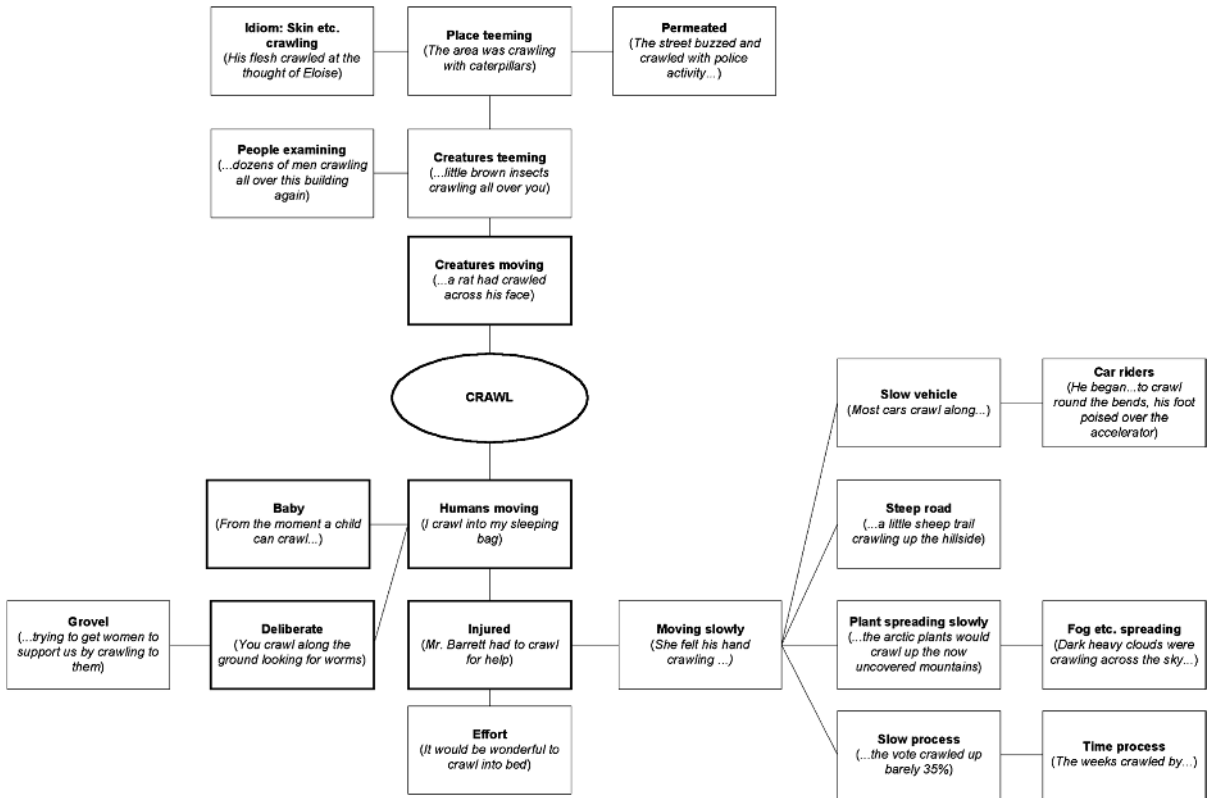 Idiom: Skin etc.
crawling
(His flesh crawled at the
thought of Eloise)
Place teeming
(The area was crawling
with caterpillars)
Permeated
(The street buzzed and
crawled with police
activity...)
People examining
(...dozens of men crawling
all over this building
again)
Creatures teeming
(...little brown insects
crawling all over you)
Creatures moving
(...a rat had crawled
across his face)
CRAWL
Slow vehicle
(Most cars crawl along...)
Car riders
(He began...to crawl
round the bends, his foot
poised over the
accelerator)
Baby
(From the moment a child
can crawl...)
Humans moving
(I crawl into my sleeping
bag)
Steep road
(...a little sheep trail
crawling up the hillside)
Grovel
(...trying to get women to
support us by crawling to
them)
Deliberate
(You crawl along the
ground looking for worms)
Injured
(Mr. Barrett had to crawl
for help)
Moving slowly
(She felt his hand
crawling ...)
Plant spreading slowly
(...the arctic plants would
crawl up the now
uncovered mountains)
Fog etc. spreading
(Dark heavy clouds were
crawling across the sky...)
Effort
(It would be wonderful to
crawl into bed)
Slow process
(...the vote crawled up
barely 35%)
Time process
(The weeks crawled by...)